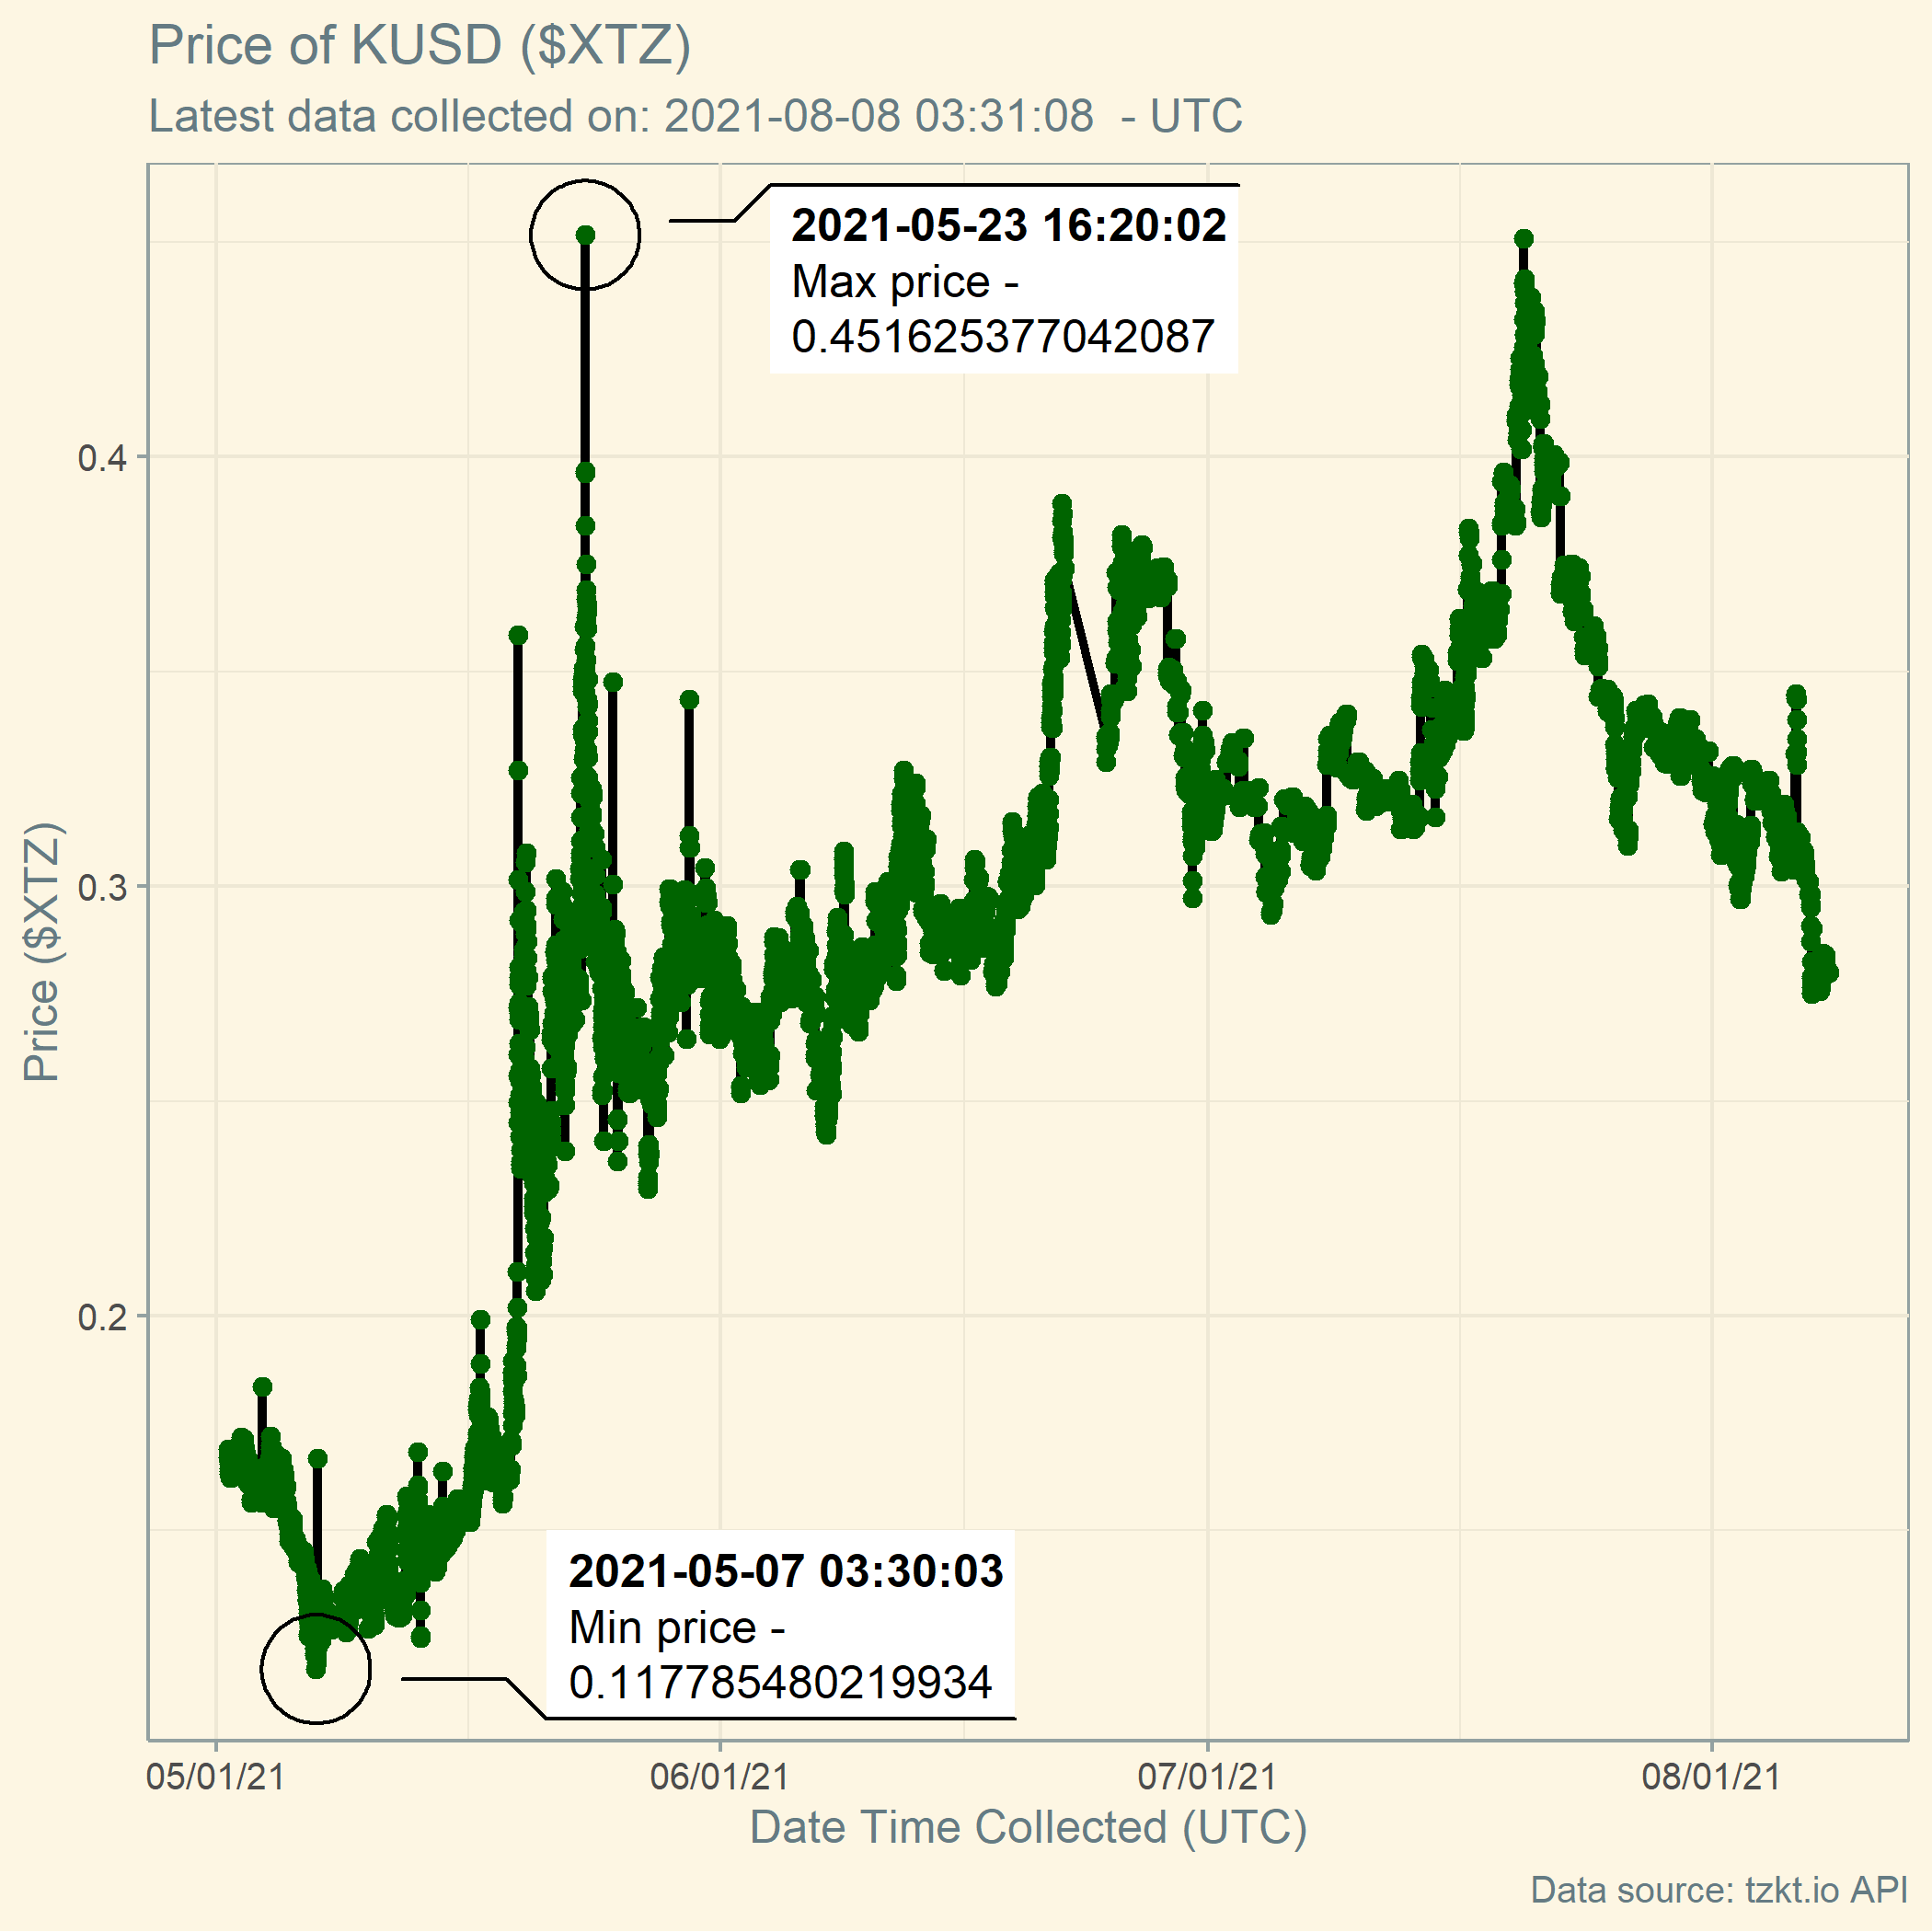 Price of KUSD ($XTZ)
Latest data collected on: 2021-08-08 03:31:08  - UTC
2021-05-23 16:20:02
Max price -
0.451625377042087
0.4
0.3
0.2
Price ($XTZ)
2021-05-07 03:30:03
Min price -
0.117785480219934
05/01/21
06/01/21
07/01/21
08/01/21
Date Time Collected (UTC)
Data source: tzkt.io API